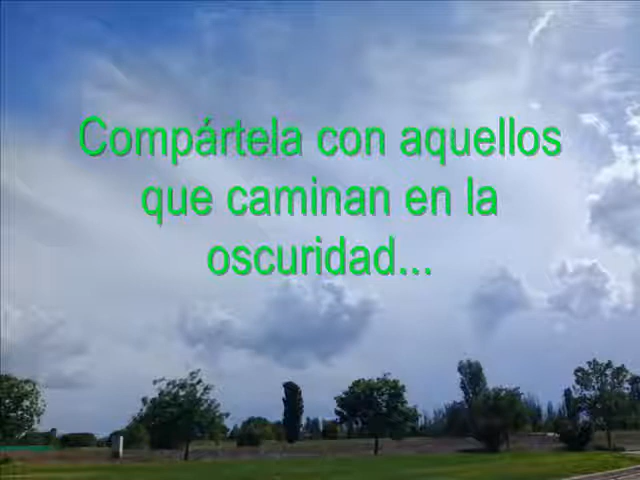 Compártela con aquellos
que caminan en la
oscuridad...